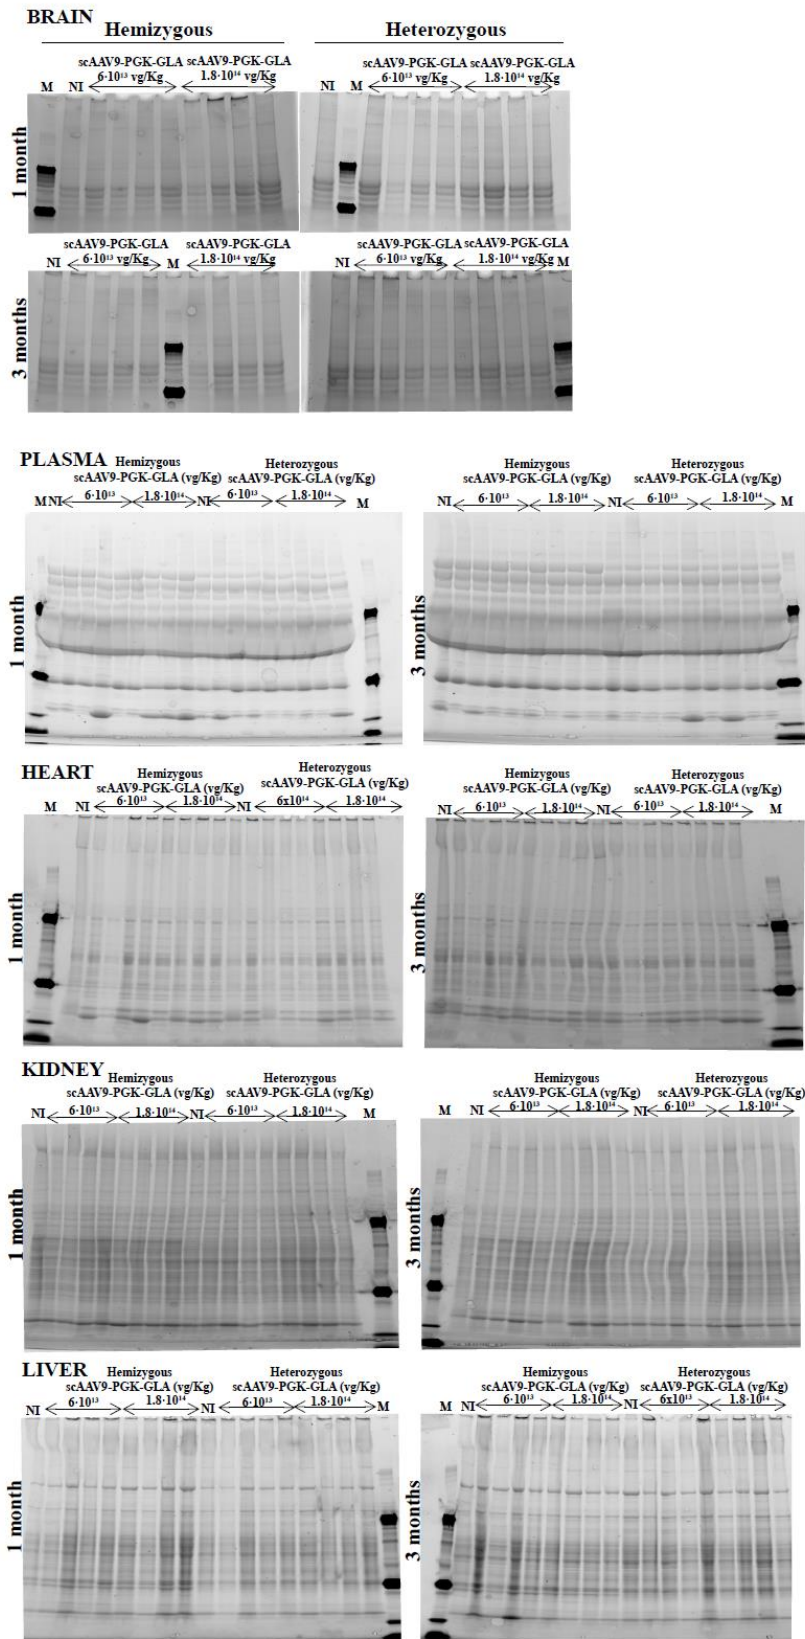 BRAIN
Hemizygous
Heterozygous
scAAV9-PGK-GLA scAAV9-PGK-GLA
M NI 6·10¹³ vg/Kg 1.8·10¹⁴ vg/Kg
scAAV9-PGK-GLA scAAV9-PGK-GLA
NI M 6·10¹³ vg/Kg 1.8·10¹⁴ vg/Kg
1 month
scAAV9-PGK-GLA scAAV9-PGK-GLA
NI 6·10¹³ vg/Kg M 1.8·10¹⁴ vg/Kg
scAAV9-PGK-GLA scAAV9-PGK-GLA
NI 6·10¹³ vg/Kg 1.8·10¹⁴ vg/Kg M
3 months
PLASMA
Hemizygous Heterozygous
scAAV9-PGK-GLA (vg/Kg) scAAV9-PGK-GLA (vg/Kg)
M NI 6·10¹³ 1.8·10¹⁴ NI 6·10¹³ 1.8·10¹⁴ M
1 month
Hemizygous Heterozygous
scAAV9-PGK-GLA (vg/Kg) scAAV9-PGK-GLA (vg/Kg)
NI 6·10¹³ 1.8·10¹⁴ NI 6·10¹³ 1.8·10¹⁴ M
3 months
HEART
Hemizygous Heterozygous
scAAV9-PGK-GLA (vg/Kg) scAAV9-PGK-GLA (vg/Kg)
M NI 6·10¹³ 1.8·10¹⁴ NI 6x10¹⁴ 1.8·10¹⁴
1 month
Hemizygous Heterozygous
scAAV9-PGK-GLA (vg/Kg) scAAV9-PGK-GLA (vg/Kg)
NI 6·10¹³ 1.8·10¹⁴ NI 6·10¹³ 1.8·10¹⁴ M
3 months
KIDNEY
Hemizygous Heterozygous
scAAV9-PGK-GLA (vg/Kg) scAAV9-PGK-GLA (vg/Kg)
NI 6·10¹³ 1.8·10¹⁴ NI 6·10¹³ 1.8·10¹⁴ M
1 month
Hemizygous Heterozygous
scAAV9-PGK-GLA (vg/Kg) scAAV9-PGK-GLA (vg/Kg)
M NI 6·10¹³ 1.8·10¹⁴ NI 6·10¹³ 1.8·10¹⁴
3 months
LIVER
Hemizygous Heterozygous
scAAV9-PGK-GLA (vg/Kg) scAAV9-PGK-GLA (vg/Kg)
NI 6·10¹³ 1.8·10¹⁴ NI 6·10¹³ 1.8·10¹⁴ M
1 month
Hemizygous Heterozygous
scAAV9-PGK-GLA (vg/Kg) scAAV9-PGK-GLA (vg/Kg)
M NI 6·10¹³ 1.8·10¹⁴ NI 6x10¹³ 1.8·10¹⁴
3 months